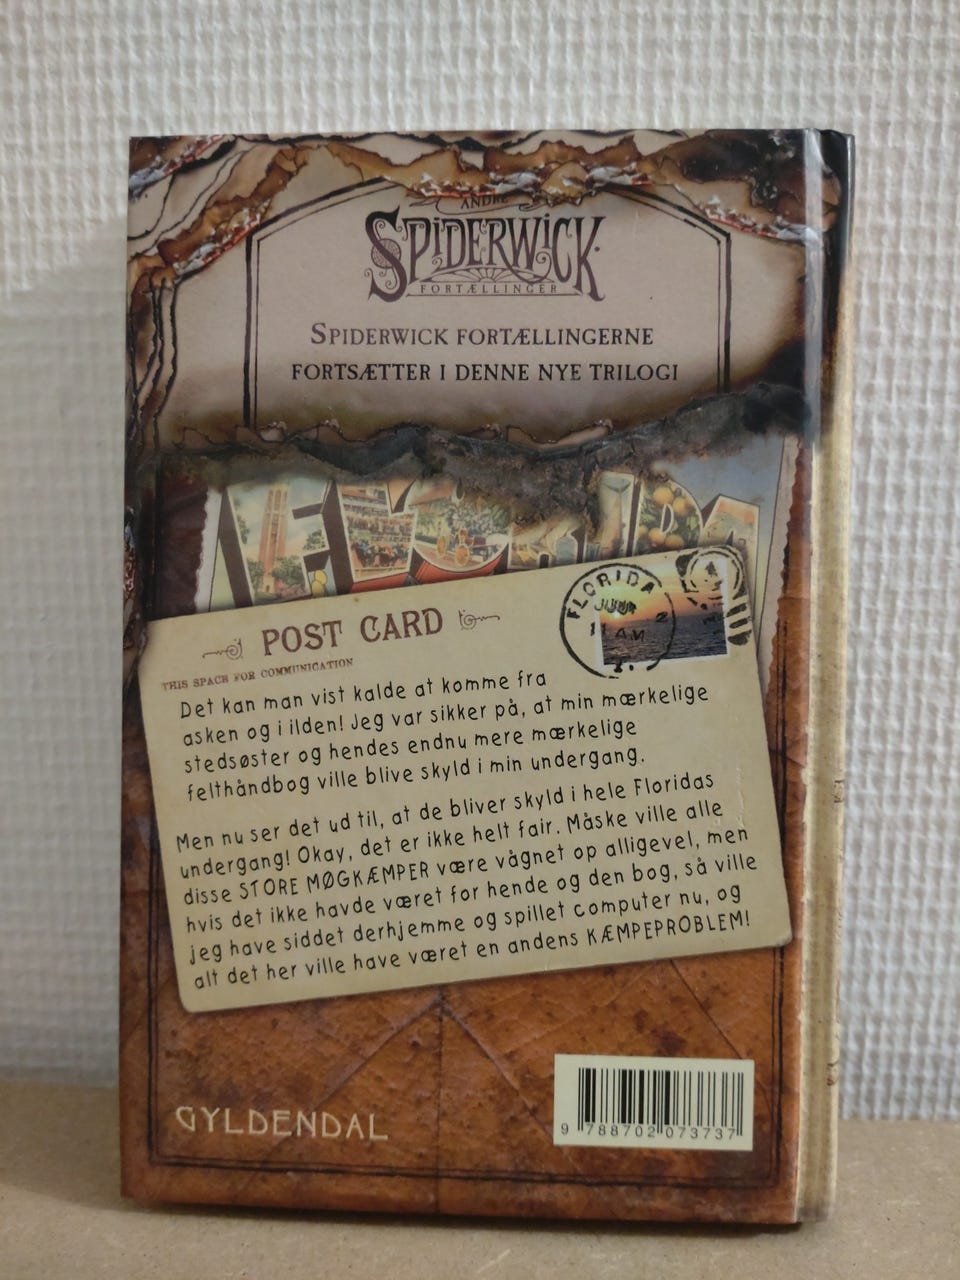 ANDRE
SPIDERWICK
FORTÆLLINGER
SPIDERWICK FORTÆLLINGERNE
FORTSÆTTER I DENNE NYE TRILOGI
FLORIDA
11 AM
POST CARD
THIS SPACE FOR COMMUNICATION
Det kan man vist kalde at komme fra
asken og i ilden! Jeg var sikker på, at min mærkelige
stedsøster og hendes endnu mere mærkelige
felthåndbog ville blive skyld i min undergang.
Men nu ser det ud til, at de bliver skyld i hele Floridas
undergang! Okay, det er ikke helt fair. Måske ville alle
disse STORE MØGKÆMPER være vågnet op alligevel, men
hvis det ikke havde været for hende og den bog, så ville
jeg have siddet derhjemme og spillet computer nu, og
alt det her ville have været en andens KÆMPEPROBLEM!
GYLDENDAL
9 788702 073737